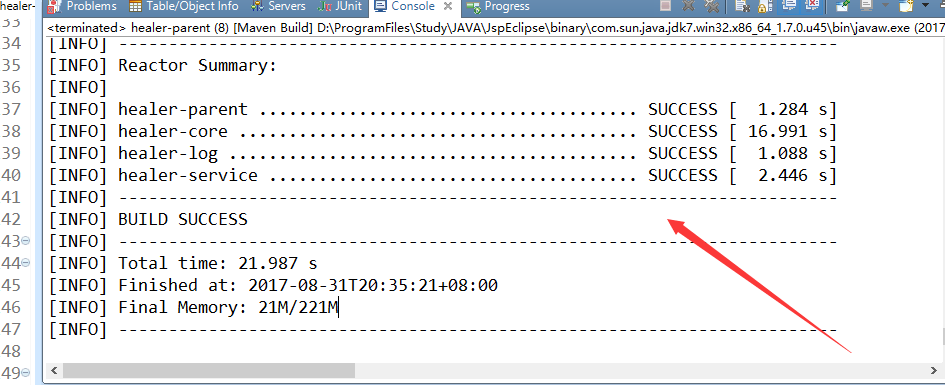 healer-
Problems Table/Object Info Servers JUnit Console Progress
<terminated> healer-parent (8) [Maven Build] D:\ProgramFiles\Study\JAVA\JspEclipse\binary\com.sun.java.jdk7.win32.x86_64_1.7.0.u45\bin\javaw.exe (2017
33
34 [INFO] ------------------------------------------------------------------------
35 [INFO] Reactor Summary:
36 [INFO]
37 [INFO] healer-parent ...................................... SUCCESS [  1.284 s]
38 [INFO] healer-core ........................................ SUCCESS [ 16.991 s]
39 [INFO] healer-log ......................................... SUCCESS [  1.088 s]
40 [INFO] healer-service ..................................... SUCCESS [  2.446 s]
41 [INFO] ------------------------------------------------------------------------
42 [INFO] BUILD SUCCESS
43 [INFO] ------------------------------------------------------------------------
44 [INFO] Total time: 21.987 s
45 [INFO] Finished at: 2017-08-31T20:35:21+08:00
46 [INFO] Final Memory: 21M/221M
47 [INFO] ------------------------------------------------------------------------
48
49